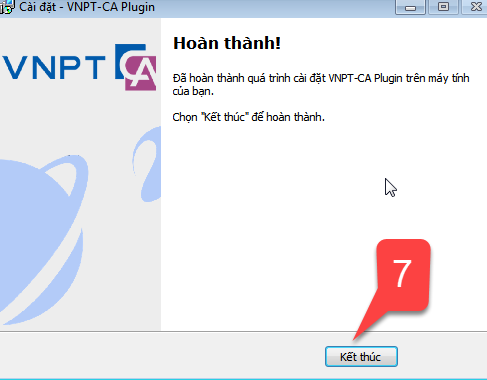 Cài đặt - VNPT-CA Plugin
VNPT CA
Hoàn thành!
Đã hoàn thành quá trình cài đặt VNPT-CA Plugin trên máy tính
của bạn.
Chọn "Kết thúc" để hoàn thành.
7
Kết thúc